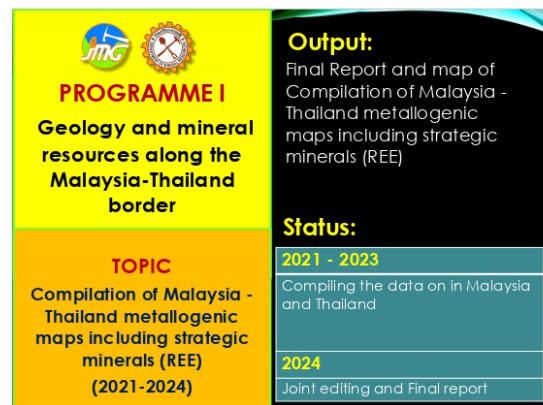 JMG
PROGRAMME I
Geology and mineral
resources along the
Malaysia-Thailand
border
TOPIC
Compilation of Malaysia -
Thailand metallogenic
maps including strategic
minerals (REE)
(2021-2024)
Output:
Final Report and map of
Compilation of Malaysia -
Thailand metallogenic
maps including strategic
minerals (REE)
Status:
2021 - 2023
Compiling the data on in Malaysia
and Thailand
2024
Joint editing and Final report